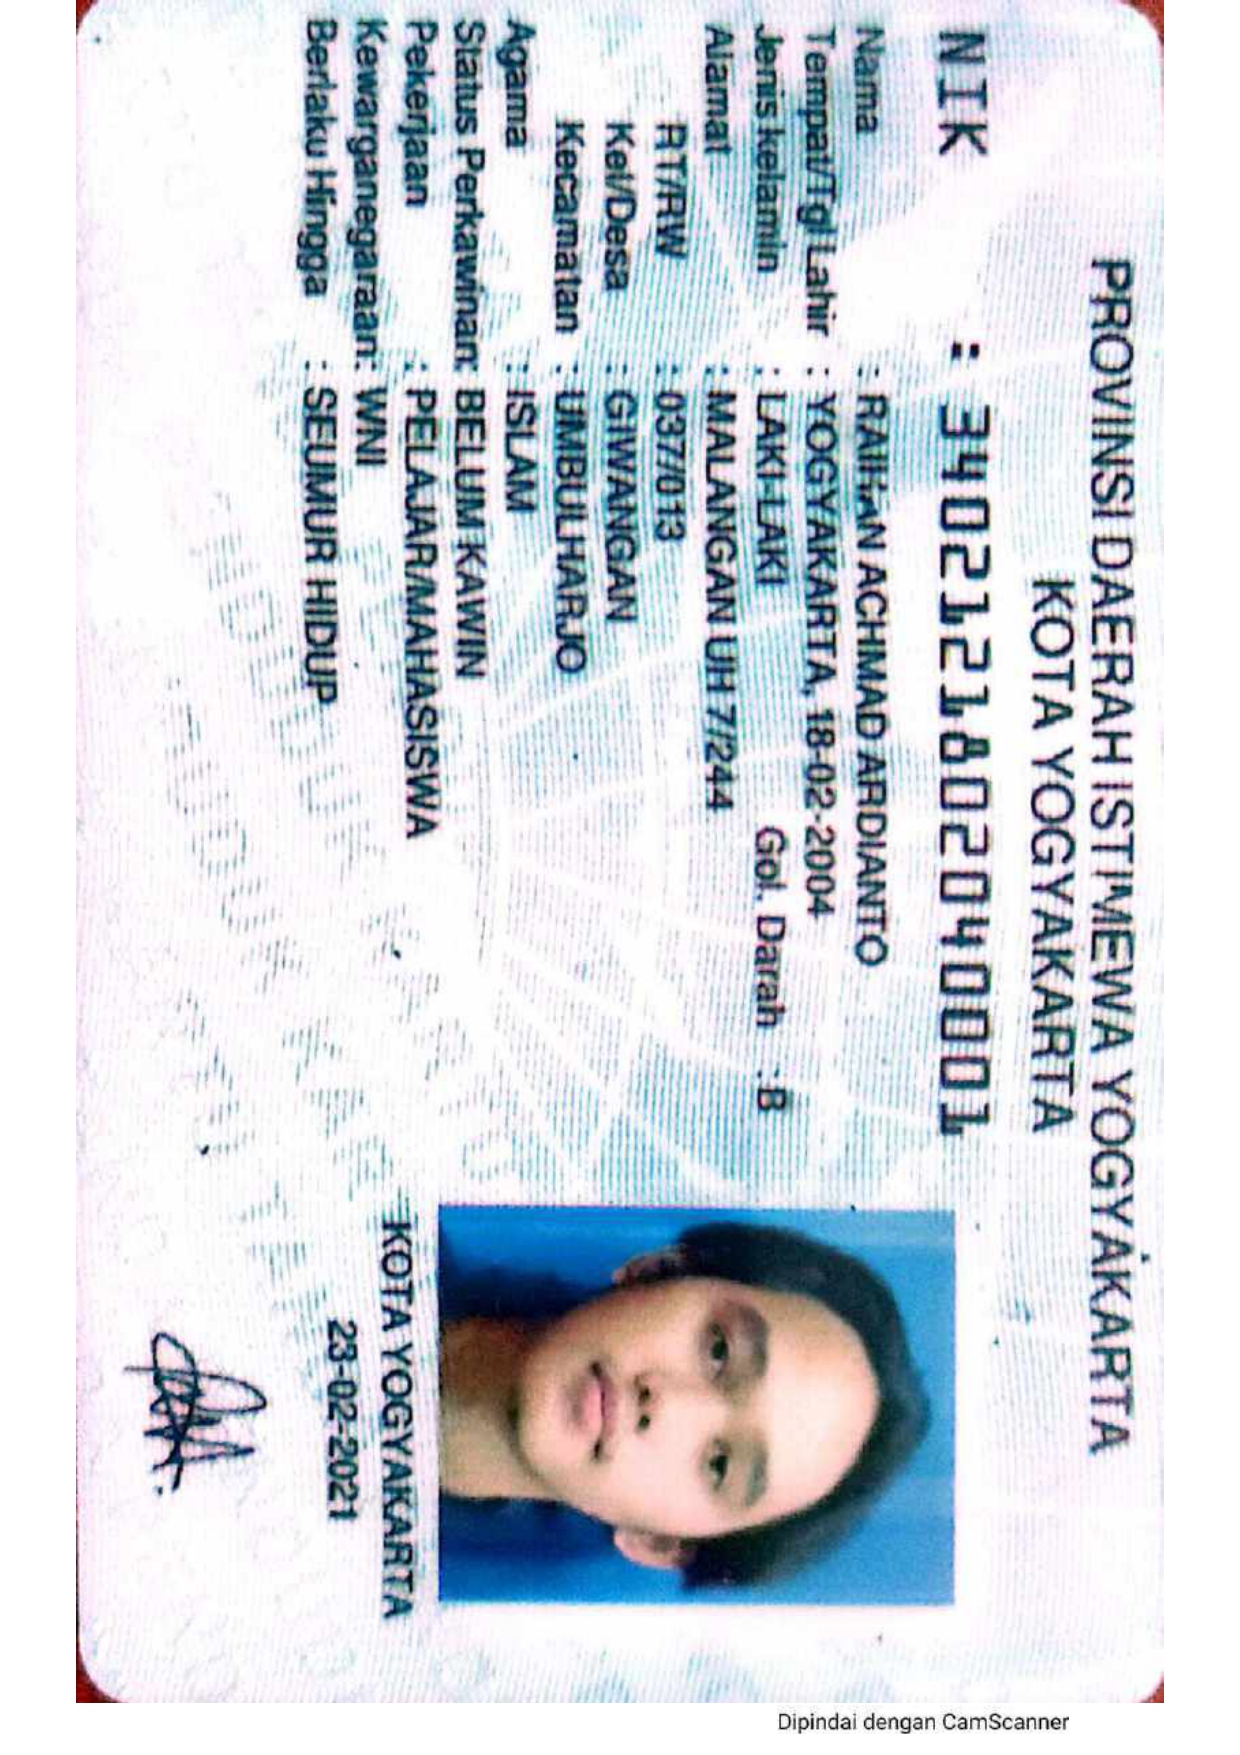 PROVINSI DAERAH ISTIMEWA YOGYAKARTA
KOTA YOGYAKARTA
NIK : 3402121802040001
Nama : RAIHAN ACHMAD ARDIANTO
Tempat/Tgl Lahir : YOGYAKARTA, 18-02-2004
Jenis kelamin : LAKI-LAKI Gol. Darah : B
Alamat : MALANGAN UH 7/244
RT/RW : 037/013
Kel/Desa : GIWANGAN
Kecamatan : UMBULHARJO
Agama : ISLAM
Status Perkawinan: BELUM KAWIN
Pekerjaan : PELAJAR/MAHASISWA
Kewarganegaraan: WNI
Berlaku Hingga : SEUMUR HIDUP
KOTA YOGYAKARTA
23-02-2021
Dipindai dengan CamScanner